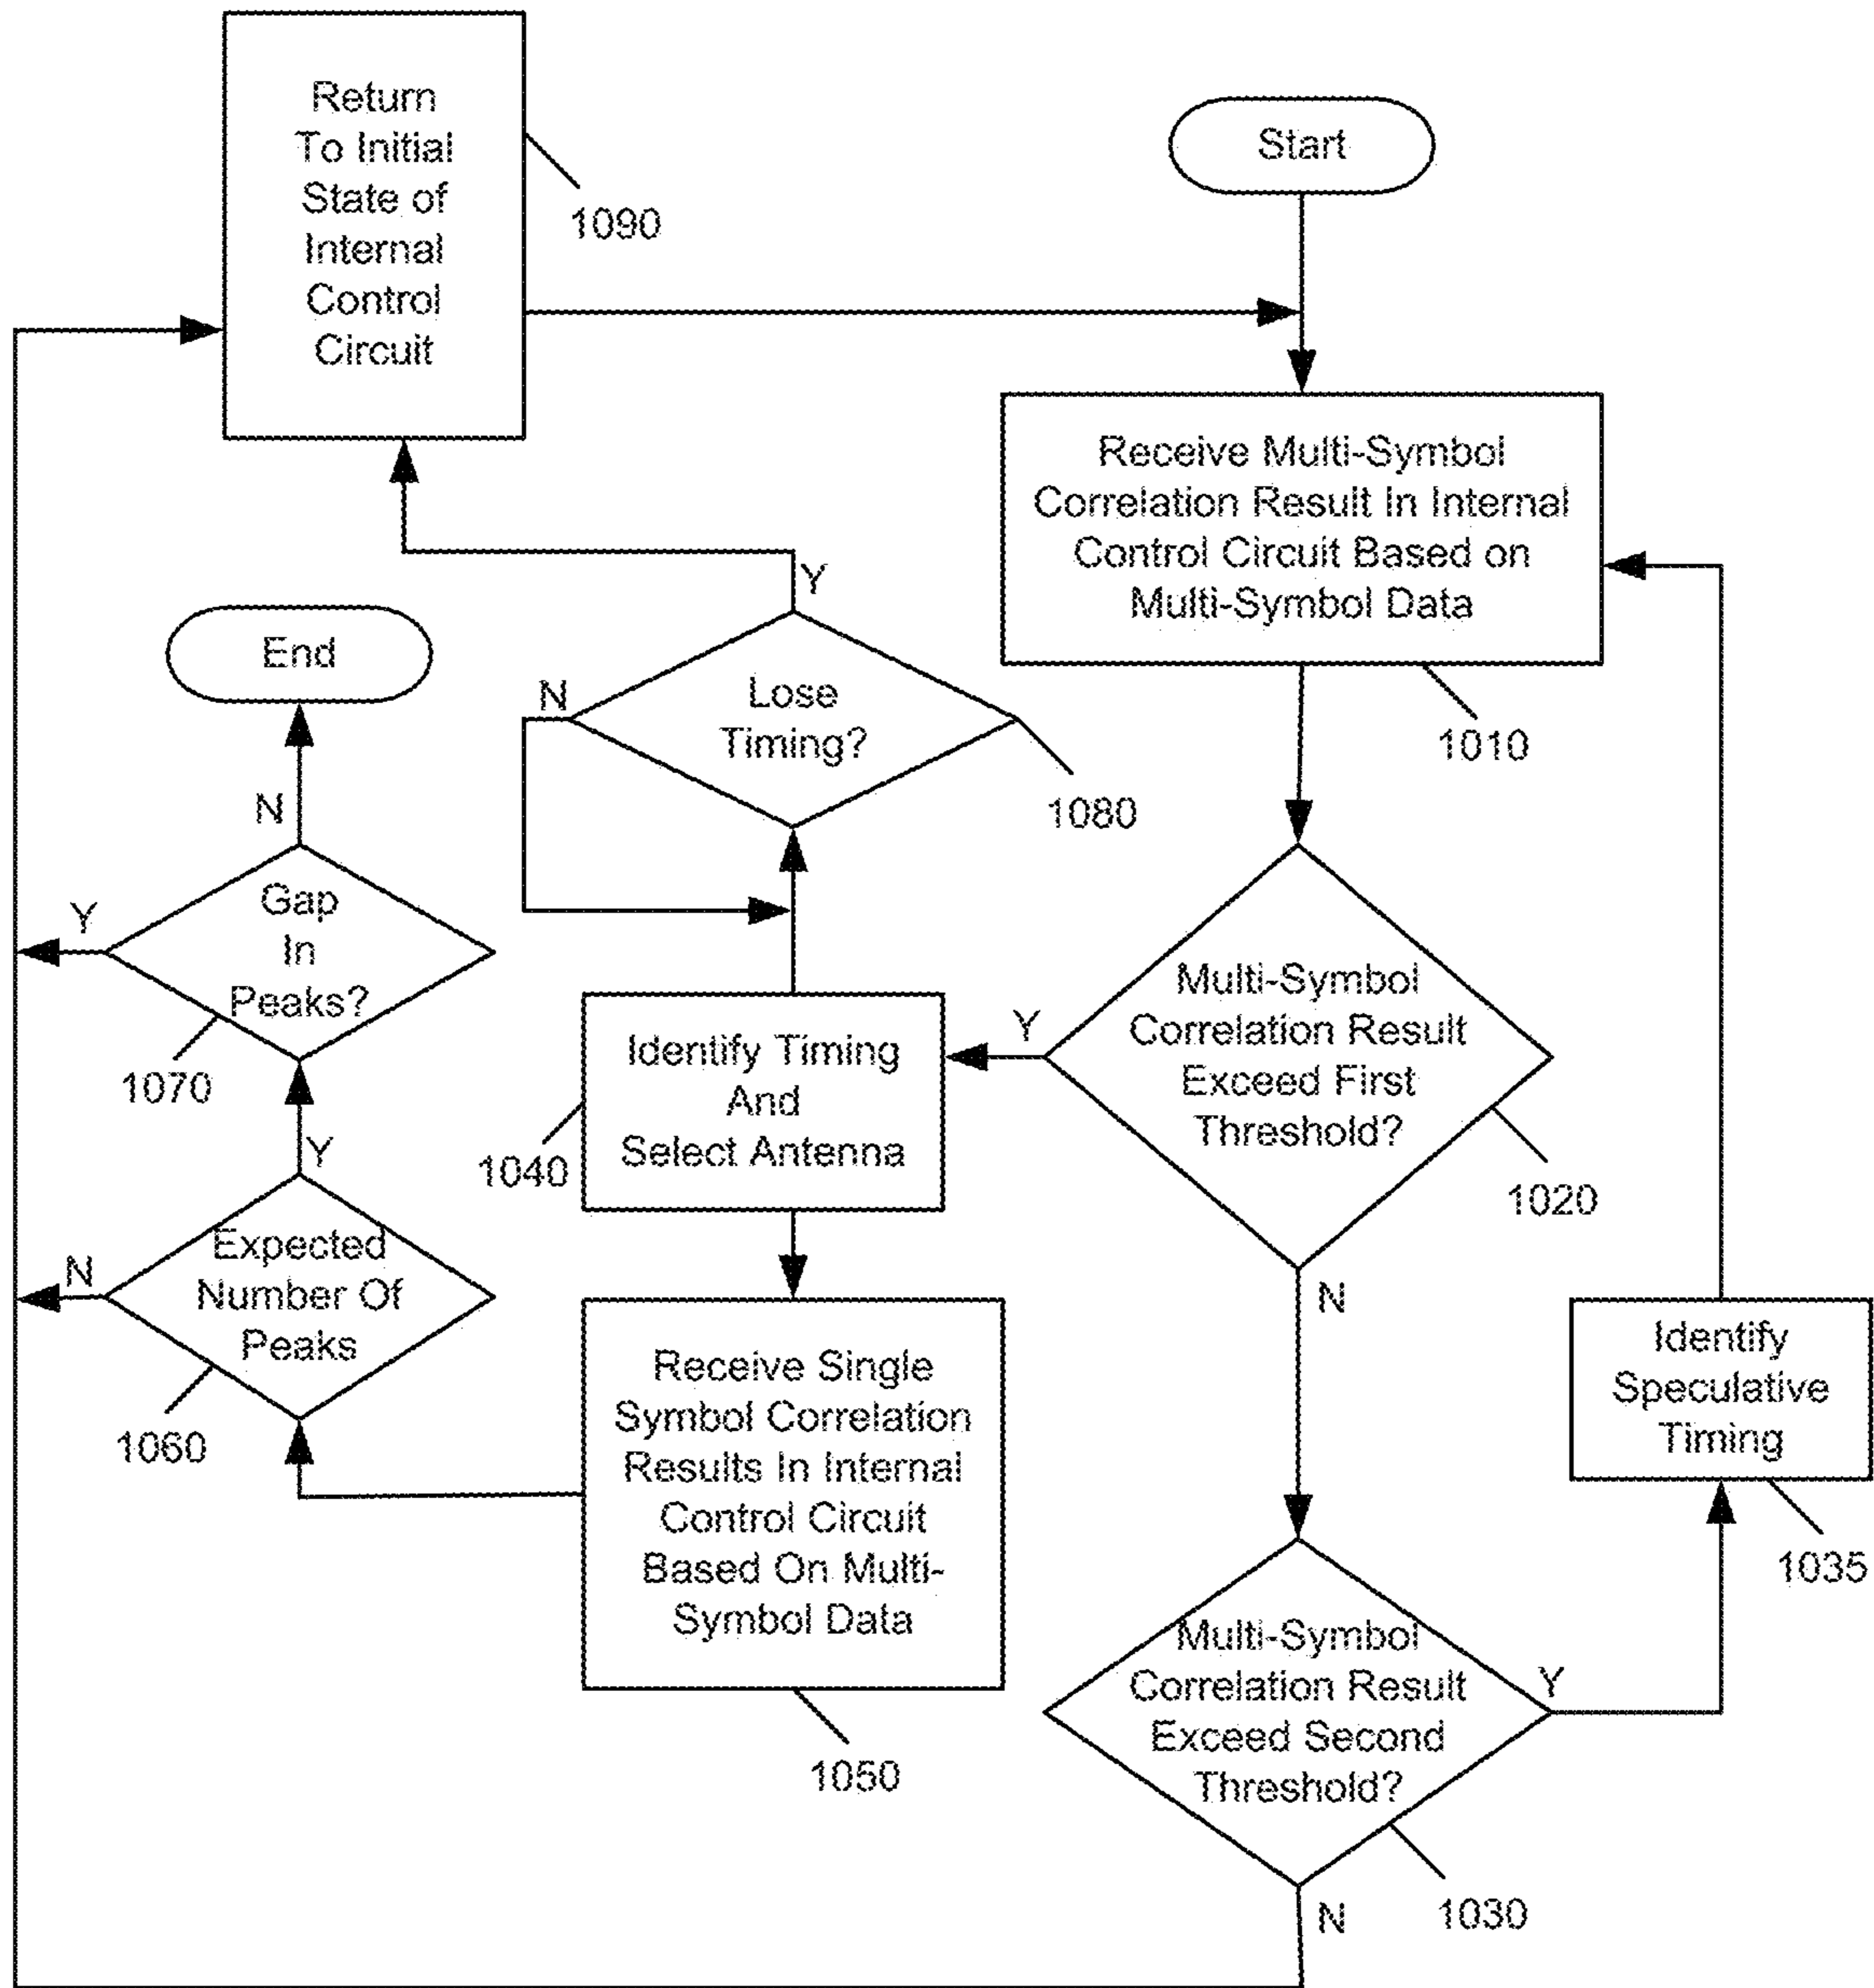 Return
To Initial
State of
Internal
Control
Circuit
1090
Start
Receive Multi-Symbol
Correlation Result In Internal
Control Circuit Based on
Multi-Symbol Data
1010
End
Y
N
Lose
Timing?
1080
N
Y
Gap
In
Peaks?
1070
Y
Multi-Symbol
Correlation Result
Exceed First
Threshold?
1020
Identify Timing
And
Select Antenna
1040
Y
N
Expected
Number Of
Peaks
1060
N
Receive Single
Symbol Correlation
Results In Internal
Control Circuit
Based On Multi-
Symbol Data
1050
Identify
Speculative
Timing
1035
Multi-Symbol
Correlation Result
Exceed Second
Threshold?
Y
1030
N